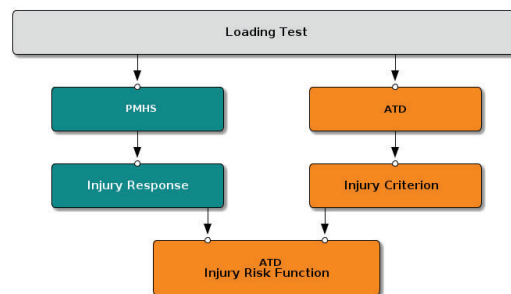 Loading Test
PMHS
ATD
Injury Response
Injury Criterion
ATD
Injury Risk Function